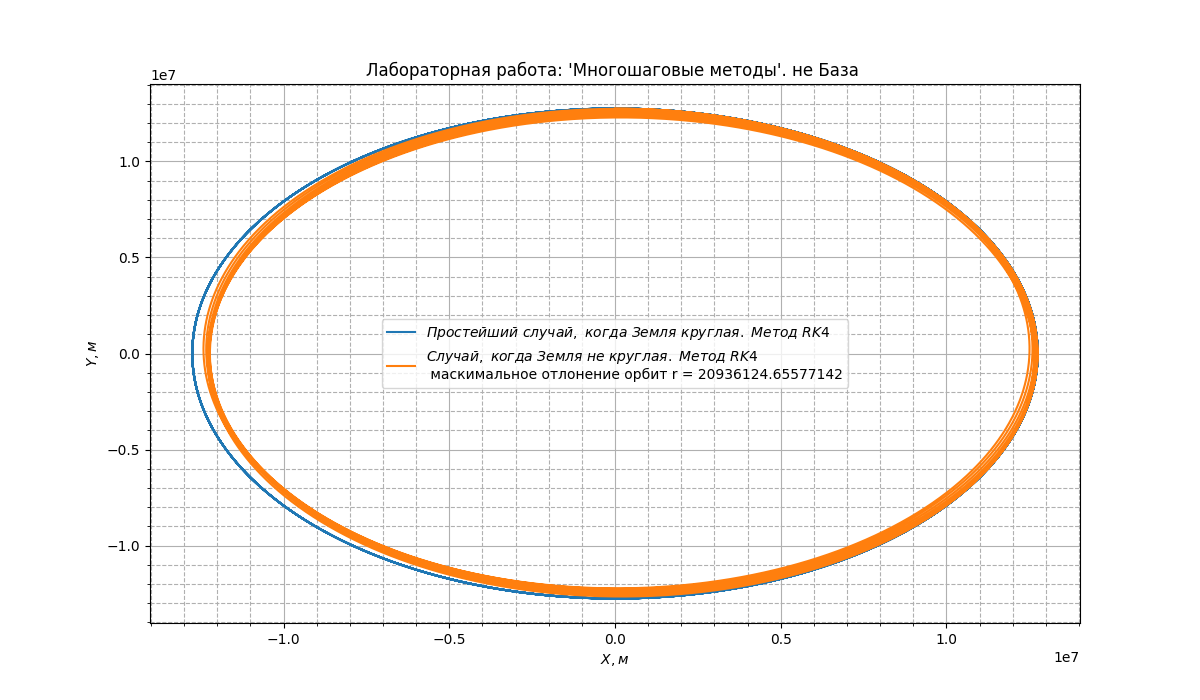 Лабораторная работа: 'Многошаговые методы'. не База
1e7
1.0
0.5
0.0
−0.5
−1.0
Y, м
Простейший случай, когда Земля круглая. Метод RK4
Случай, когда Земля не круглая. Метод RK4
маскимальное отлонение орбит r = 20936124.65577142
−1.0
−0.5
0.0
0.5
1.0
X, м
1e7